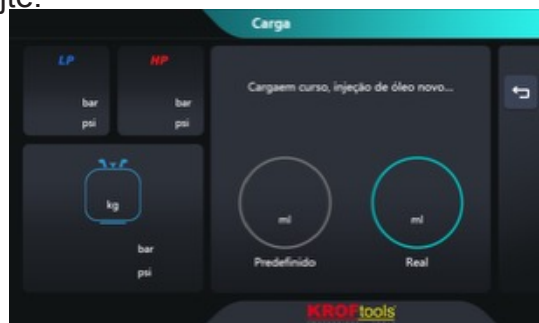 jte.
Carga
LP
HP
bar
psi
bar
psi
Cargaem curso, injeção de óleo novo...
kg
bar
psi
ml
Predefinido
ml
Real
KROFtools